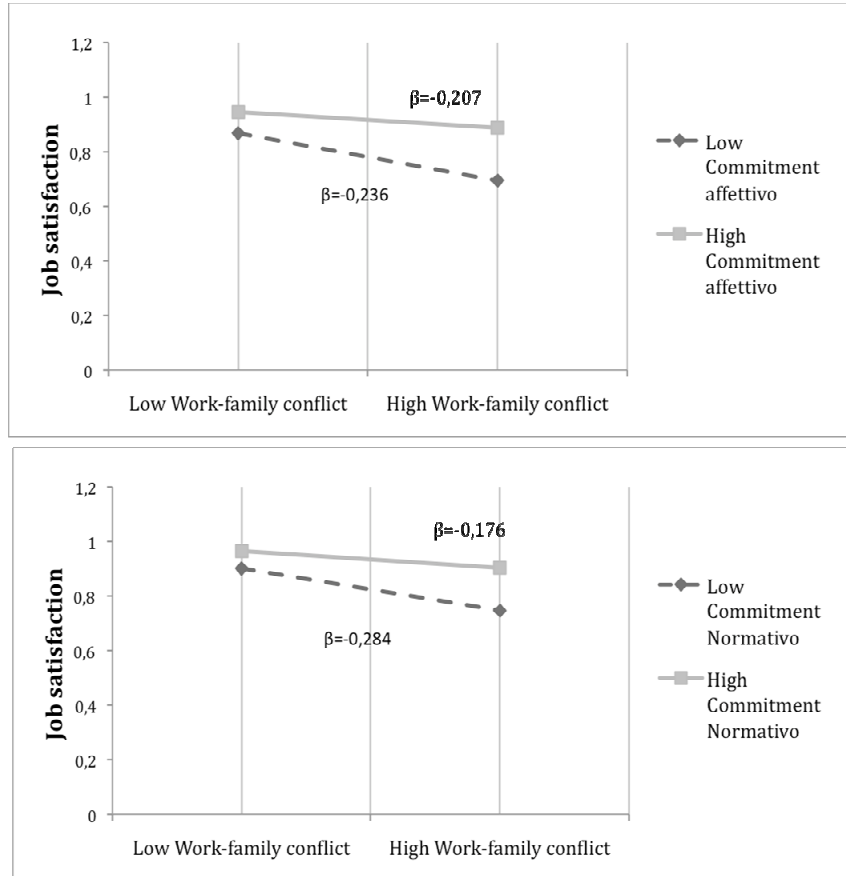 1,2
1
0,8
0,6
0,4
0,2
0
Job satisfaction
β=-0,207
β=-0,236
Low Work-family conflict
High Work-family conflict
Low
Commitment
affettivo
High
Commitment
affettivo
1,2
1
0,8
0,6
0,4
0,2
0
Job satisfaction
β=-0,176
β=-0,284
Low Work-family conflict
High Work-family conflict
Low
Commitment
Normativo
High
Commitment
Normativo